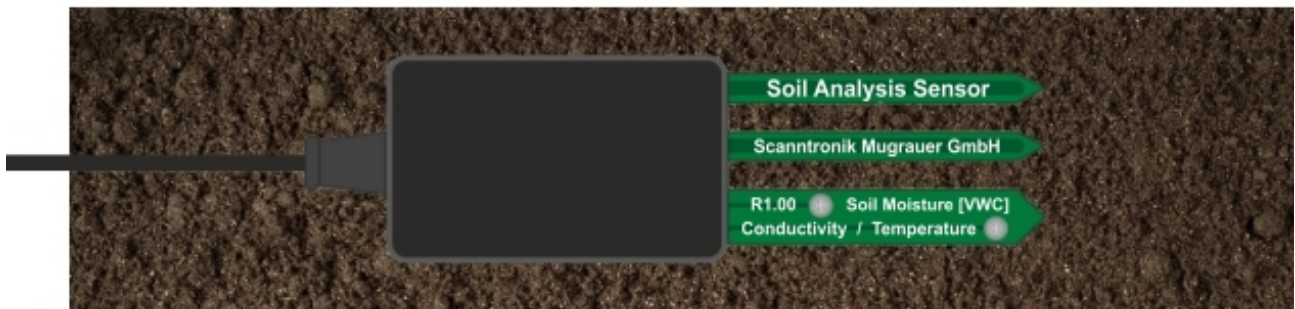 Soil Analysis Sensor
Scanntronik Mugrauer GmbH
R1.00 Soil Moisture [VWC]
Conductivity / Temperature